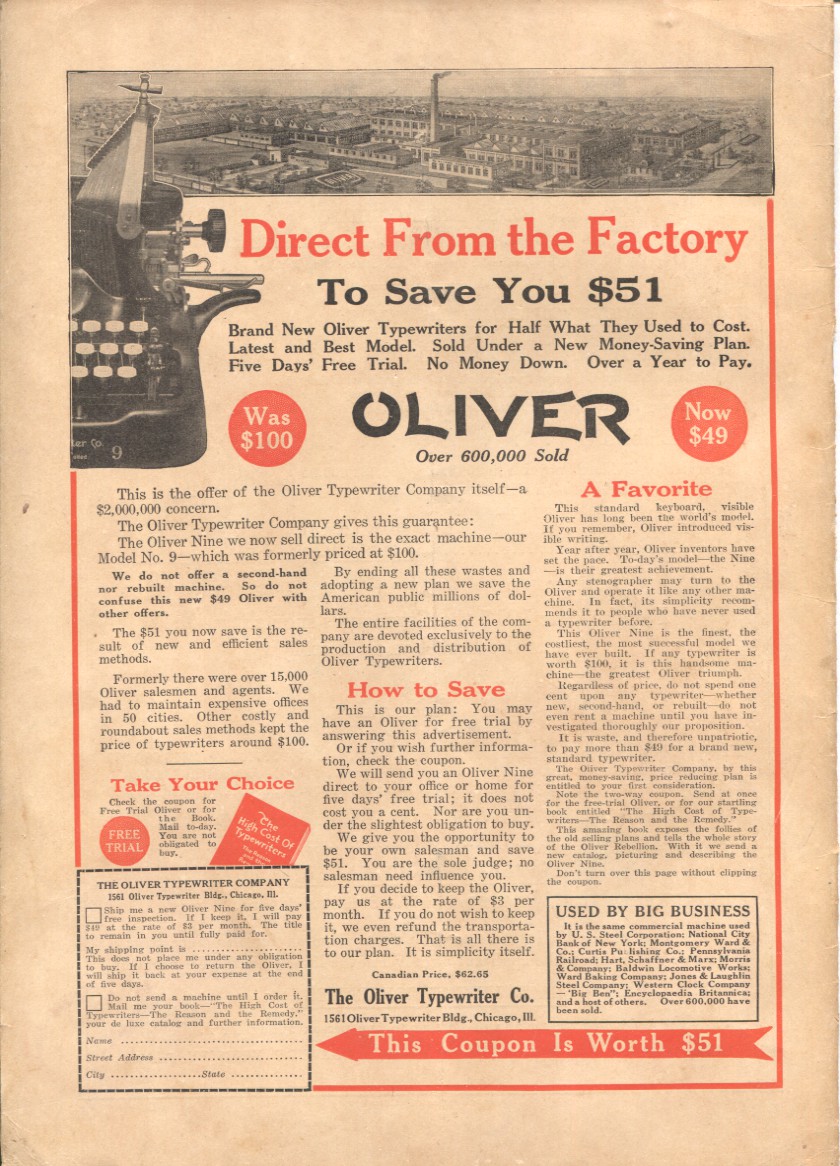 Direct From the Factory
To Save You $51
Brand New Oliver Typewriters for Half What They Used to Cost.
Latest and Best Model. Sold Under a New Money-Saving Plan.
Five Days' Free Trial. No Money Down. Over a Year to Pay.
9
Was
$100
OLIVER
Over 600,000 Sold
Now
$49
This is the offer of the Oliver Typewriter Company itself—a
$2,000,000 concern.
The Oliver Typewriter Company gives this guarantee:
The Oliver Nine we now sell direct is the exact machine—our
Model No. 9—which was formerly priced at $100.
We do not offer a second-hand
nor rebuilt machine. So do not
confuse this new $49 Oliver with
other offers.
The $51 you now save is the re-
sult of new and efficient sales
methods.
Formerly there were over 15,000
Oliver salesmen and agents. We
had to maintain expensive offices
in 50 cities. Other costly and
roundabout sales methods kept the
price of typewriters around $100.
By ending all these wastes and
adopting a new plan we save the
American public millions of dol-
lars.
The entire facilities of the com-
pany are devoted exclusively to the
production and distribution of
Oliver Typewriters.
How to Save
This is our plan: You may
have an Oliver for free trial by
answering this advertisement.
Or if you wish further informa-
tion, check the coupon.
We will send you an Oliver Nine
direct to your office or home for
five days' free trial; it does not
cost you a cent. Nor are you un-
der the slightest obligation to buy.
We give you the opportunity to
be your own salesman and save
$51. You are the sole judge; no
salesman need influence you.
If you decide to keep the Oliver,
pay us at the rate of $3 per
month. If you do not wish to keep
it, we even refund the transporta-
tion charges. That is all there is
to our plan. It is simplicity itself.
Canadian Price, $62.65
The Oliver Typewriter Co.
1561 Oliver Typewriter Bldg., Chicago, Ill.
A Favorite
This standard keyboard, visible
Oliver has long been the world's model.
If you remember, Oliver introduced vis-
ible writing.
Year after year, Oliver inventors have
set the pace. To-day's model—the Nine
—is their greatest achievement.
Any stenographer may turn to the
Oliver and operate it like any other ma-
chine. In fact, its simplicity recom-
mends it to people who have never used
a typewriter before.
This Oliver Nine is the finest, the
costliest, the most successful model we
have ever built. If any typewriter is
worth $100, it is this handsome ma-
chine—the greatest Oliver triumph.
Regardless of price, do not spend one
cent upon any typewriter—whether
new, second-hand, or rebuilt—do not
even rent a machine until you have in-
vestigated thoroughly our proposition.
It is waste, and therefore unpatriotic,
to pay more than $49 for a brand new,
standard typewriter.
The Oliver Typewriter Company, by this
great, money-saving, price reducing plan is
entitled to your first consideration.
Note the two-way coupon. Send at once
for the free-trial Oliver, or for our startling
book entitled "The High Cost of Type-
writers—The Reason and the Remedy."
This amazing book exposes the follies of
the old selling plans and tells the whole story
of the Oliver Rebellion. With it we send a
new catalog, picturing and describing the
Oliver Nine.
Don't turn over this page without clipping
the coupon.
USED BY BIG BUSINESS
It is the same commercial machine used
by U. S. Steel Corporation; National City
Bank of New York; Montgomery Ward &
Co.; Curtis Publishing Co.; Pennsylvania
Railroad; Hart, Schaffner & Marx; Morris
& Company; Baldwin Locomotive Works;
Ward Baking Company; Jones & Laughlin
Steel Company; Western Clock Company
—"Big Ben"; Encyclopaedia Britannica;
and a host of others. Over 600,000 have
been sold.
Take Your Choice
Check the coupon for
Free Trial Oliver or for
the Book.
Mail to-day.
You are not
obligated to
buy.
FREE
TRIAL
The
High Cost Of
Typewriters
THE OLIVER TYPEWRITER COMPANY
1561 Oliver Typewriter Bldg., Chicago, Ill.
Ship me a new Oliver Nine for five days'
free inspection. If I keep it, I will pay
$49 at the rate of $3 per month. The title
to remain in you until fully paid for.
My shipping point is
This does not place me under any obligation
to buy. If I choose to return the Oliver, I
will ship it back at your expense at the end
of five days.
Do not send a machine until I order it.
Mail me your book—"The High Cost of
Typewriters—The Reason and the Remedy,"
your de luxe catalog and further information.
Name
Street Address
City State
This Coupon Is Worth $51